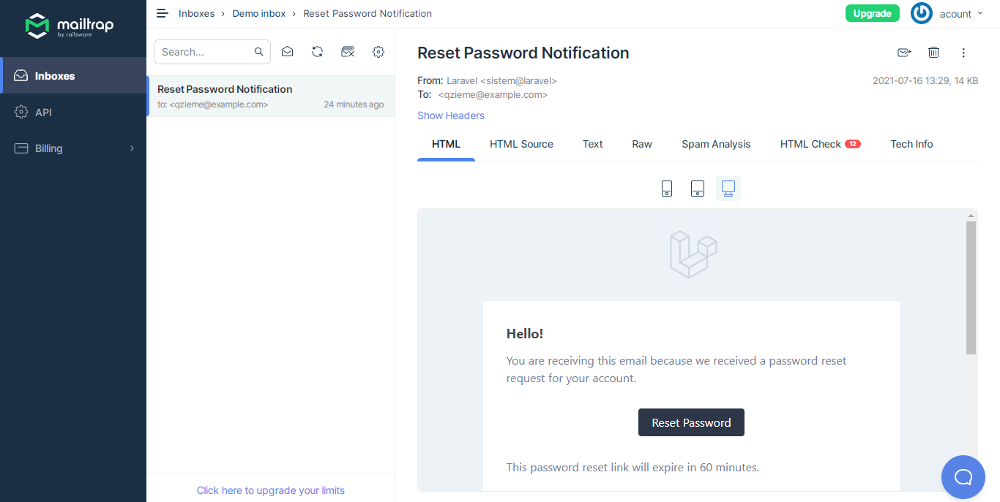 mailtrap
by railsware
Inboxes
API
Billing
Inboxes › Demo inbox › Reset Password Notification
Upgrade
acount
Search...
Reset Password Notification
to: <qzieme@example.com> 24 minutes ago
Click here to upgrade your limits
Reset Password Notification
From: Laravel <sistem@laravel> 2021-07-16 13:29, 14 KB
To: <qzieme@example.com>
Show Headers
HTML HTML Source Text Raw Spam Analysis HTML Check 12 Tech Info
Hello!
You are receiving this email because we received a password reset
request for your account.
Reset Password
This password reset link will expire in 60 minutes.